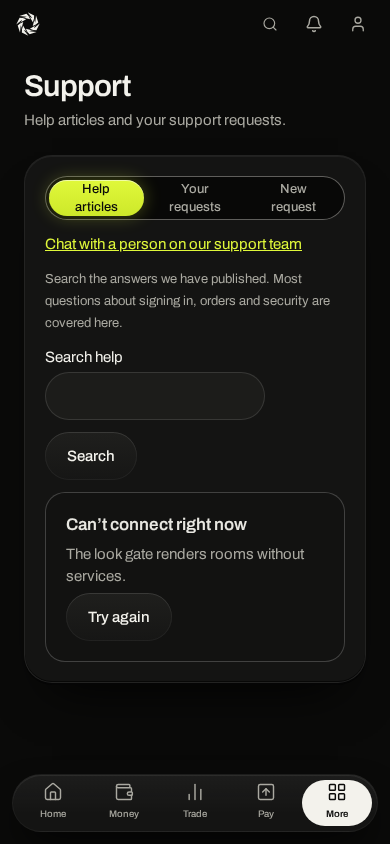 Support
Help articles and your support requests.
Help
articles
Your
requests
New
request
Chat with a person on our support team
Search the answers we have published. Most
questions about signing in, orders and security are
covered here.
Search help
Search
Can’t connect right now
The look gate renders rooms without
services.
Try again
Home
Money
Trade
Pay
More